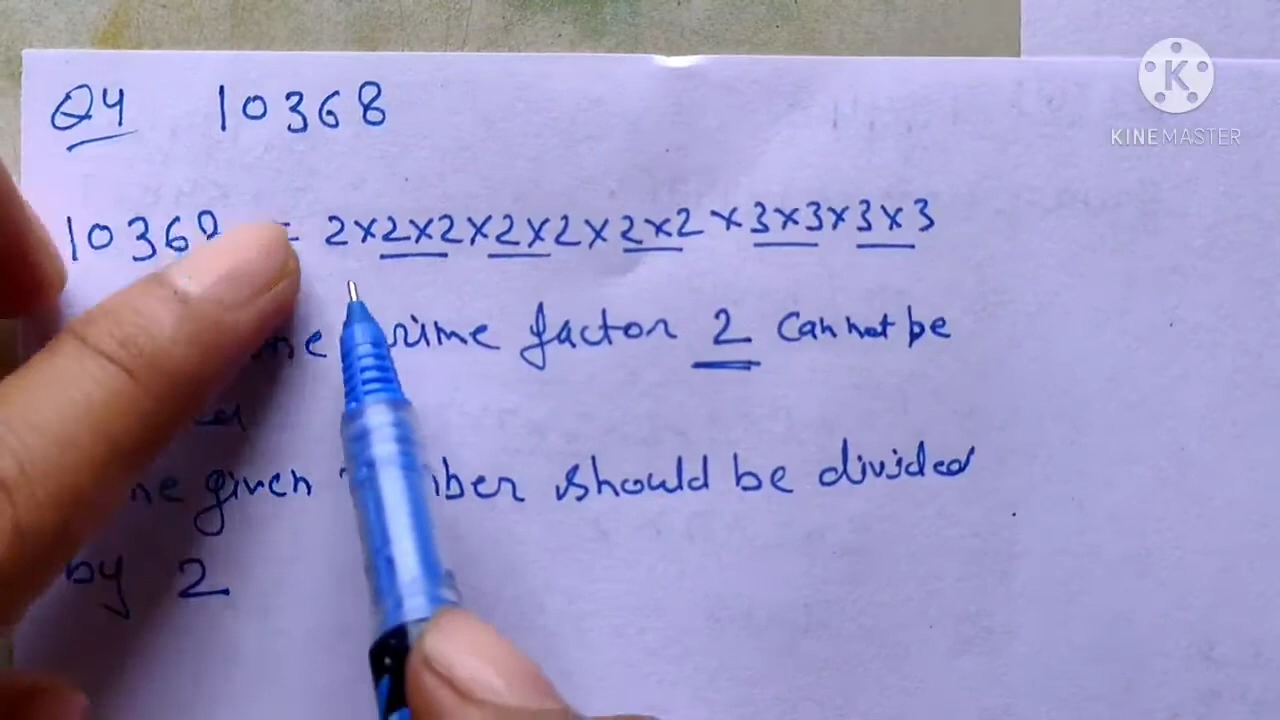 Q4 10368
KINEMASTER
10368 = 2×2×2×2×2×2×2×3×3×3×3
prime factor 2 cannot be
given number should be divided
by 2